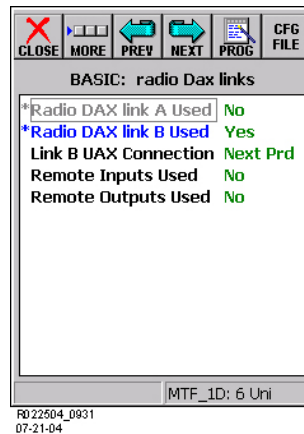 CLOSE MORE PREV NEXT PROG CFG FILE
BASIC: radio Dax links
*Radio DAX link A Used No
*Radio DAX link B Used Yes
Link B UAX Connection Next Prd
Remote Inputs Used No
Remote Outputs Used No
MTF_1D: 6 Uni
R022504_0931
07-21-04